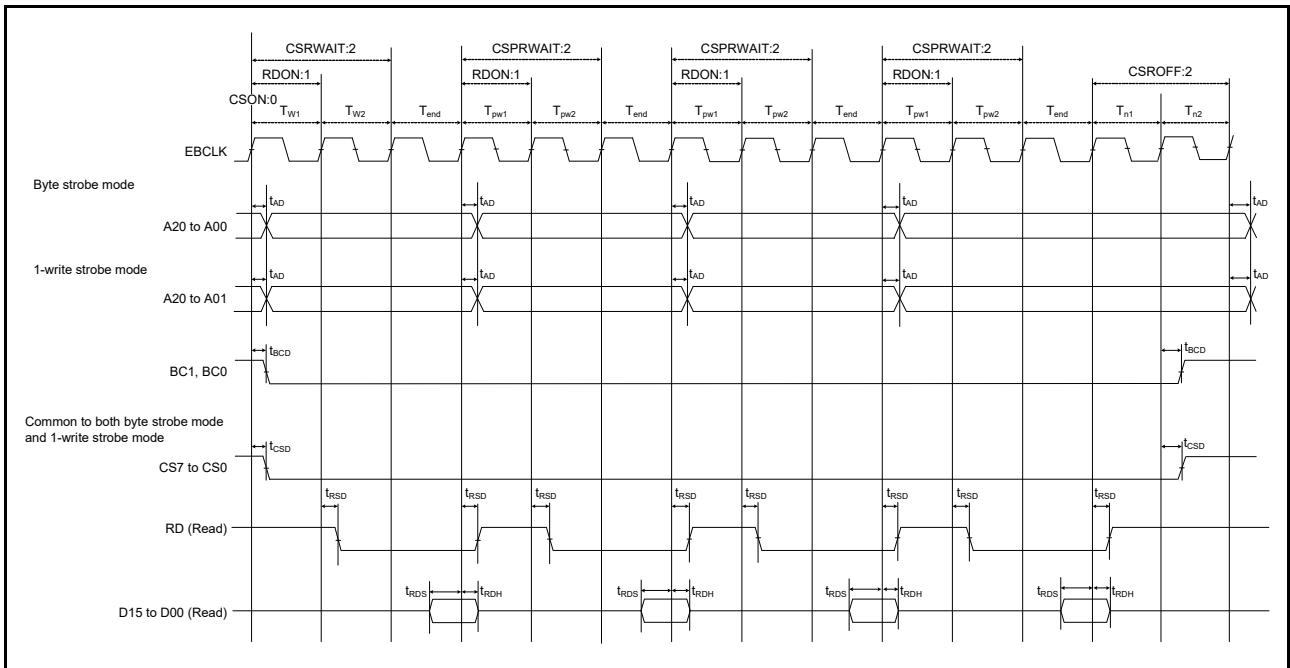 CSRWAIT:2 CSPRWAIT:2 CSPRWAIT:2 CSPRWAIT:2
RDON:1 RDON:1 RDON:1 RDON:1 CSROFF:2
CSON:0
TW1 TW2 Tend Tpw1 Tpw2 Tend Tpw1 Tpw2 Tend Tpw1 Tpw2 Tend Tn1 Tn2
EBCLK
Byte strobe mode
tAD tAD tAD tAD tAD
A20 to A00
1-write strobe mode
tAD tAD tAD tAD tAD
A20 to A01
tBCD tBCD
BC1, BC0
Common to both byte strobe mode
and 1-write strobe mode
tCSD tCSD
CS7 to CS0
tRSD tRSD tRSD tRSD tRSD tRSD tRSD tRSD
RD (Read)
tRDS tRDH tRDS tRDH tRDS tRDH tRDS tRDH
D15 to D00 (Read)